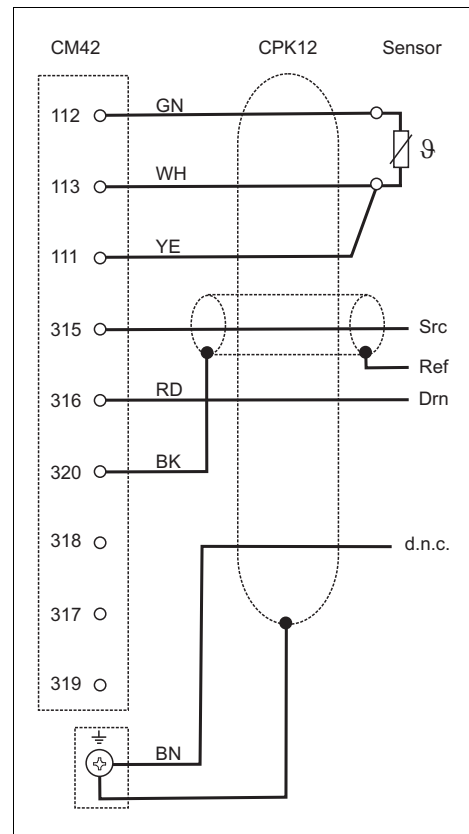 CM42 CPK12 Sensor
112 GN
ϑ
113 WH
111 YE
315 Src
Ref
316 RD Drn
320 BK
318
d.n.c.
317
319
BN